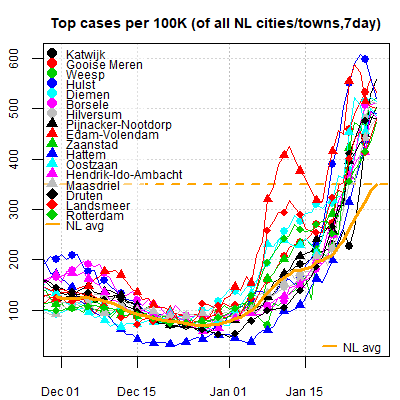 Top cases per 100K (of all NL cities/towns,7day)
600
500
400
300
200
100
Katwijk
Gooise Meren
Weesp
Hulst
Diemen
Borsele
Hilversum
Pijnacker-Nootdorp
Edam-Volendam
Zaanstad
Hattem
Oostzaan
Hendrik-Ido-Ambacht
Maasdriel
Druten
Landsmeer
Rotterdam
NL avg
NL avg
Dec 01 Dec 15 Jan 01 Jan 15